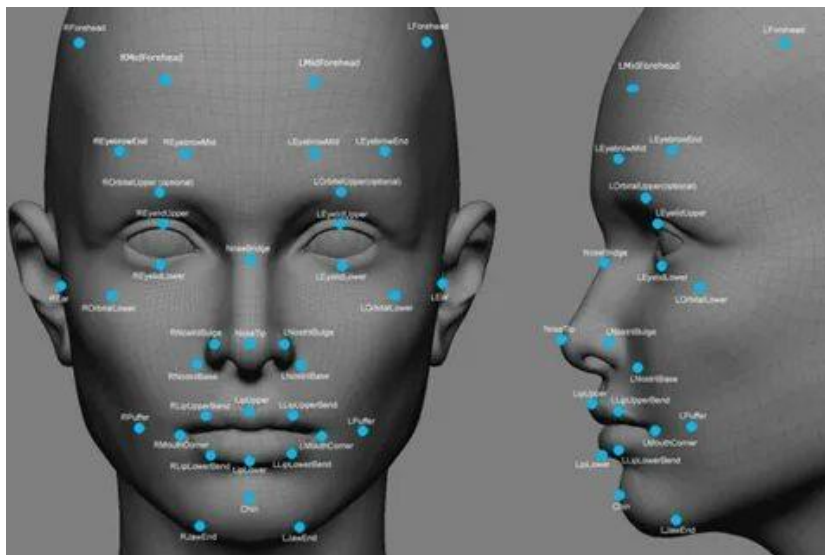 RForehead
LForehead
RMidForehead
LMidForehead
REyebrowEnd
REyebrowMid
LEyebrowMid
LEyebrowEnd
ROrbitalUpper (optional)
LOrbitalUpper(optional)
REyelidUpper
LEyelidUpper
NoseBridge
REyelidLower
LEyelidLower
REar
LEar
ROrbitalLower
LOrbitalLower
RNostrilBulge
NoseTip
LNostrilBulge
RNostrilBase
LNostrilBase
RPuffer
RLipUpperBend
LipUpper
LLipUpperBend
LPuffer
RMouthCorner
LMouthCorner
RLipLowerBend
LipLower
LLipLowerBend
Chin
RJawEnd
LJawEnd
LForehead
LMidForehead
LEyebrowMid
LEyebrowEnd
LOrbitalUpper(optional)
LEyelidUpper
NoseBridge
LEyelidLower
LOrbitalLower
NoseTip
LNostrilBulge
LNostrilBase
LipUpper
LLipUpperBend
LPuffer
LMouthCorner
LipLower
LLipLowerBend
Chin
LJawEnd